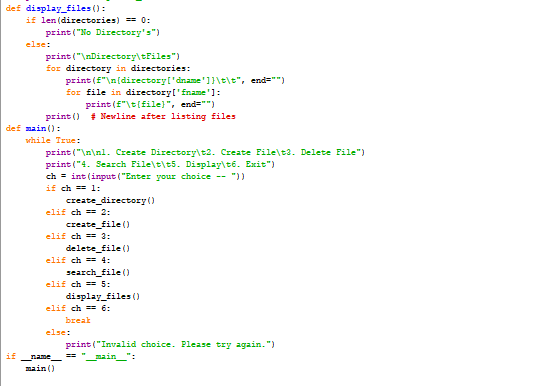 def display_files():
    if len(directories) == 0:
        print("No Directory's")
    else:
        print("\nDirectory\tFiles")
        for directory in directories:
            print(f"\n{directory['dname']}\t\t", end="")
            for file in directory['fname']:
                print(f"\t{file}", end="")
        print()  # Newline after listing files
def main():
    while True:
        print("\n\n1. Create Directory\t2. Create File\t3. Delete File")
        print("4. Search File\t\t5. Display\t6. Exit")
        ch = int(input("Enter your choice -- "))
        if ch == 1:
            create_directory()
        elif ch == 2:
            create_file()
        elif ch == 3:
            delete_file()
        elif ch == 4:
            search_file()
        elif ch == 5:
            display_files()
        elif ch == 6:
            break
        else:
            print("Invalid choice. Please try again.")
if __name__ == "__main__":
    main()